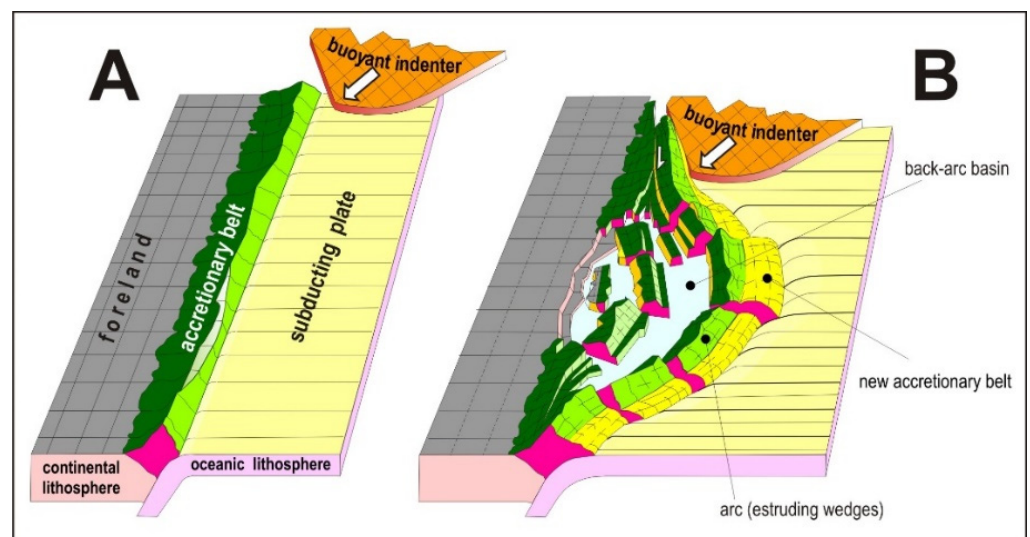 A
buoyant indenter
foreland
accretionary belt
subducting plate
continental
lithosphere
oceanic lithosphere
B
buoyant indenter
back-arc basin
new accretionary belt
arc (estruding wedges)